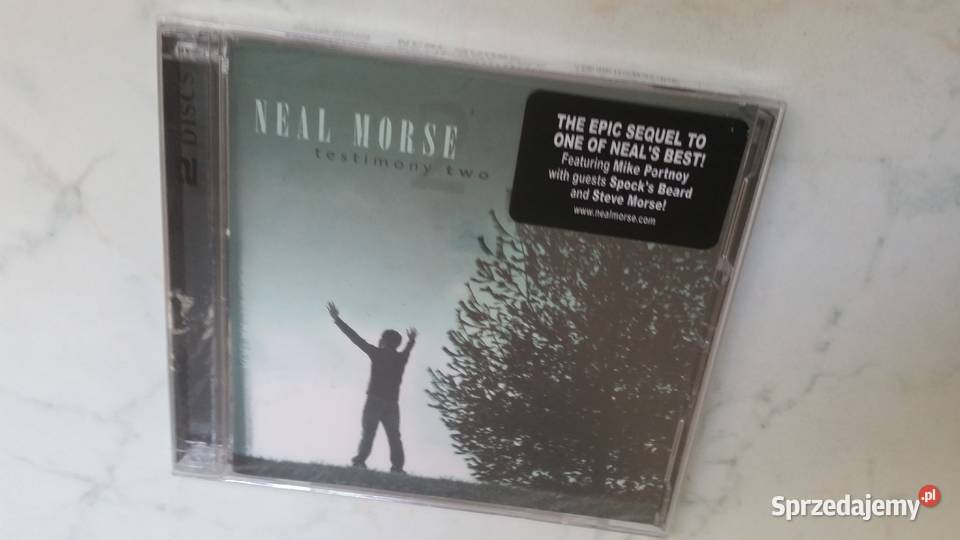 2 DISCS
NEAL MORSE
testimony two
THE EPIC SEQUEL TO
ONE OF NEAL'S BEST!
Featuring Mike Portnoy
with guests Spock's Beard
and Steve Morse!
www.nealmorse.com
Sprzedajemy.pl